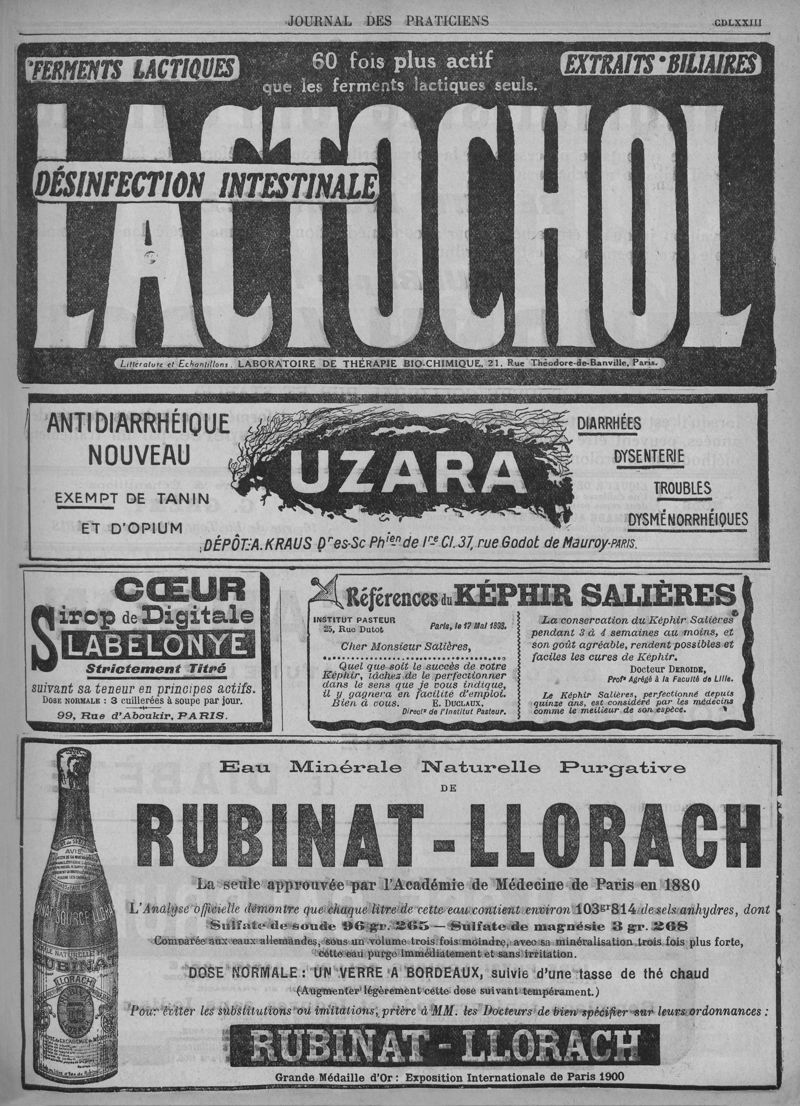 JOURNAL DES PRATICIENS
CDLXXIII
FERMENTS LACTIQUES
60 fois plus actif
que les ferments lactiques seuls.
EXTRAITS BILIAIRES
LACTOCHOL
DÉSINFECTION INTESTINALE
Littérature et Échantillons. LABORATOIRE DE THÉRAPIE BIO-CHIMIQUE, 21, Rue Théodore-de-Banville, Paris.
ANTIDIARRHÉIQUE
NOUVEAU
EXEMPT DE TANIN
ET D'OPIUM
UZARA
DIARRHÉES
DYSENTERIE
TROUBLES
DYSMÉNORRHÉIQUES
DÉPÔT: A. KRAUS Dr es-Sc Phien de 1re Cl. 37, rue Godot de Mauroy-PARIS.
CŒUR
Sirop de Digitale
LABELONYE
Strictement Titré
suivant sa teneur en principes actifs.
DOSE NORMALE : 3 cuillerées à soupe par jour.
99, Rue d'Aboukir, PARIS.
Références du KÉPHIR SALIÈRES
INSTITUT PASTEUR
25, Rue Dutot
Paris, le 17 Mai 1898.
Cher Monsieur Salières,
Quel que soit le succès de votre
Képhir, tâchez de le perfectionner
dans le sens que je vous indique,
il y gagnera en facilité d'emploi.
Bien à vous. E. DUCLAUX,
Directr de l'Institut Pasteur.
La conservation du Képhir Salières
pendant 3 à 4 semaines au moins, et
son goût agréable, rendent possibles et
faciles les cures de Képhir.
Docteur DEROIDE,
Profr Agrégé à la Faculté de Lille.
Le Képhir Salières, perfectionné depuis
quinze ans, est considéré par les médecins
comme le meilleur de son espèce.
Eau Minérale Naturelle Purgative
DE
RUBINAT-LLORACH
La seule approuvée par l'Académie de Médecine de Paris en 1880
L'Analyse officielle démontre que chaque litre de cette eau contient environ 103GR814 de sels anhydres, dont
Sulfate de soude 96 gr. 265 — Sulfate de magnésie 3 gr. 268
Comparée aux eaux allemandes, sous un volume trois fois moindre, avec sa minéralisation trois fois plus forte,
cette eau purge immédiatement et sans irritation.
DOSE NORMALE : UN VERRE A BORDEAUX, suivie d'une tasse de thé chaud
(Augmenter légèrement cette dose suivant tempérament.)
Pour éviter les substitutions ou imitations, prière à MM. les Docteurs de bien spécifier sur leurs ordonnances :
RUBINAT - LLORACH
Grande Médaille d'Or : Exposition Internationale de Paris 1900
AVIS
SOURCE
RUBINAT
LLORACH